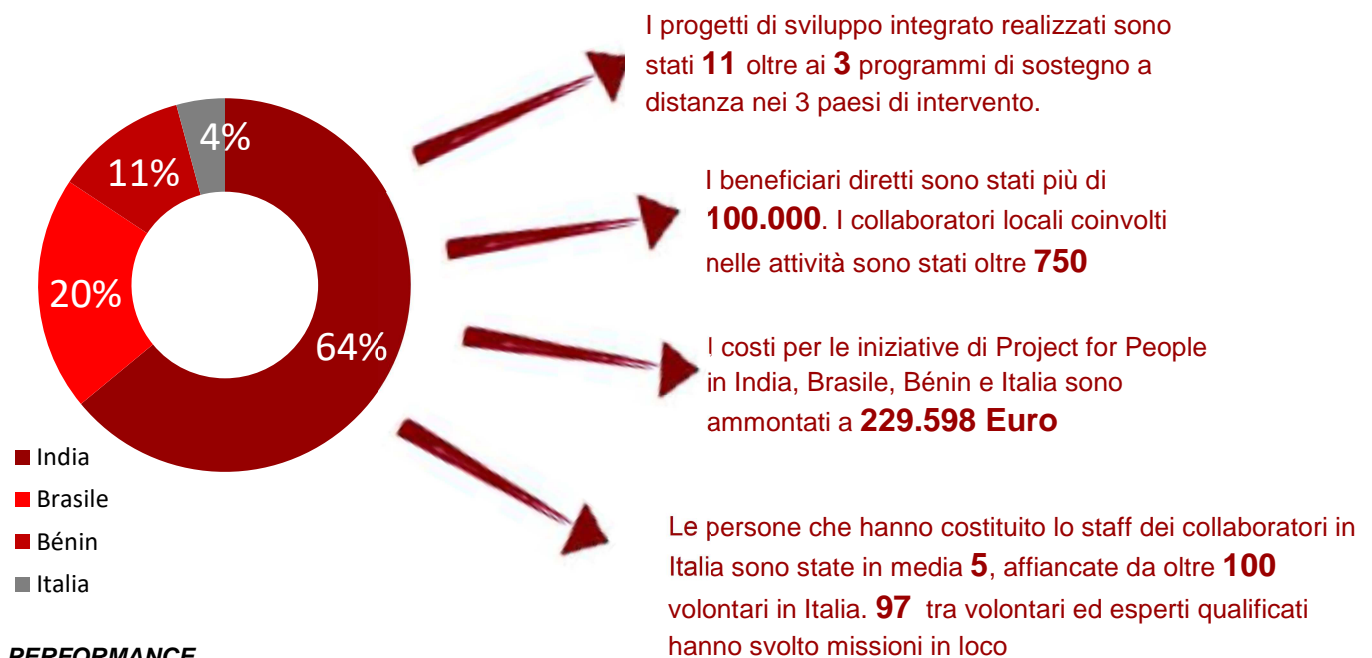 I progetti di sviluppo integrato realizzati sono
stati 11 oltre ai 3 programmi di sostegno a
distanza nei 3 paesi di intervento.
4%
11%
20%
64%
I beneficiari diretti sono stati più di
100.000. I collaboratori locali coinvolti
nelle attività sono stati oltre 750
I costi per le iniziative di Project for People
in India, Brasile, Bénin e Italia sono
ammontati a 229.598 Euro
India
Brasile
Bénin
Italia
Le persone che hanno costituito lo staff dei collaboratori in
Italia sono state in media 5, affiancate da oltre 100
volontari in Italia. 97 tra volontari ed esperti qualificati
hanno svolto missioni in loco
PERFORMANCE